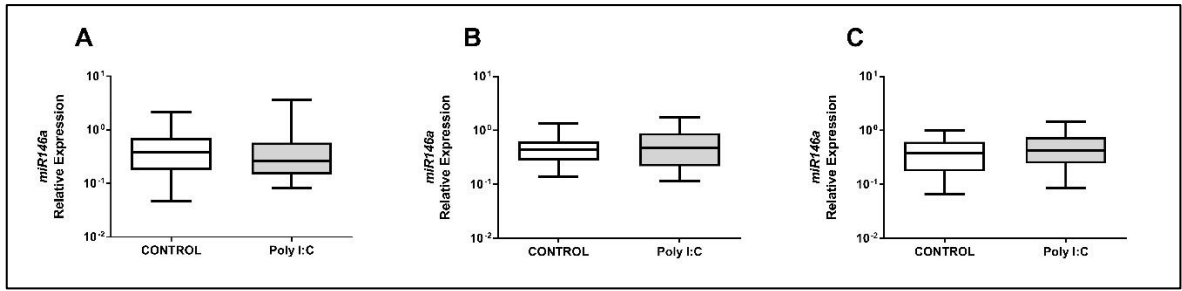 A
miR146a
Relative Expression
10¹
10⁰
10⁻¹
10⁻²
CONTROL
Poly I:C
B
miR146a
Relative Expression
10¹
10⁰
10⁻¹
10⁻²
CONTROL
Poly I:C
C
miR146a
Relative Expression
10¹
10⁰
10⁻¹
10⁻²
CONTROL
Poly I:C